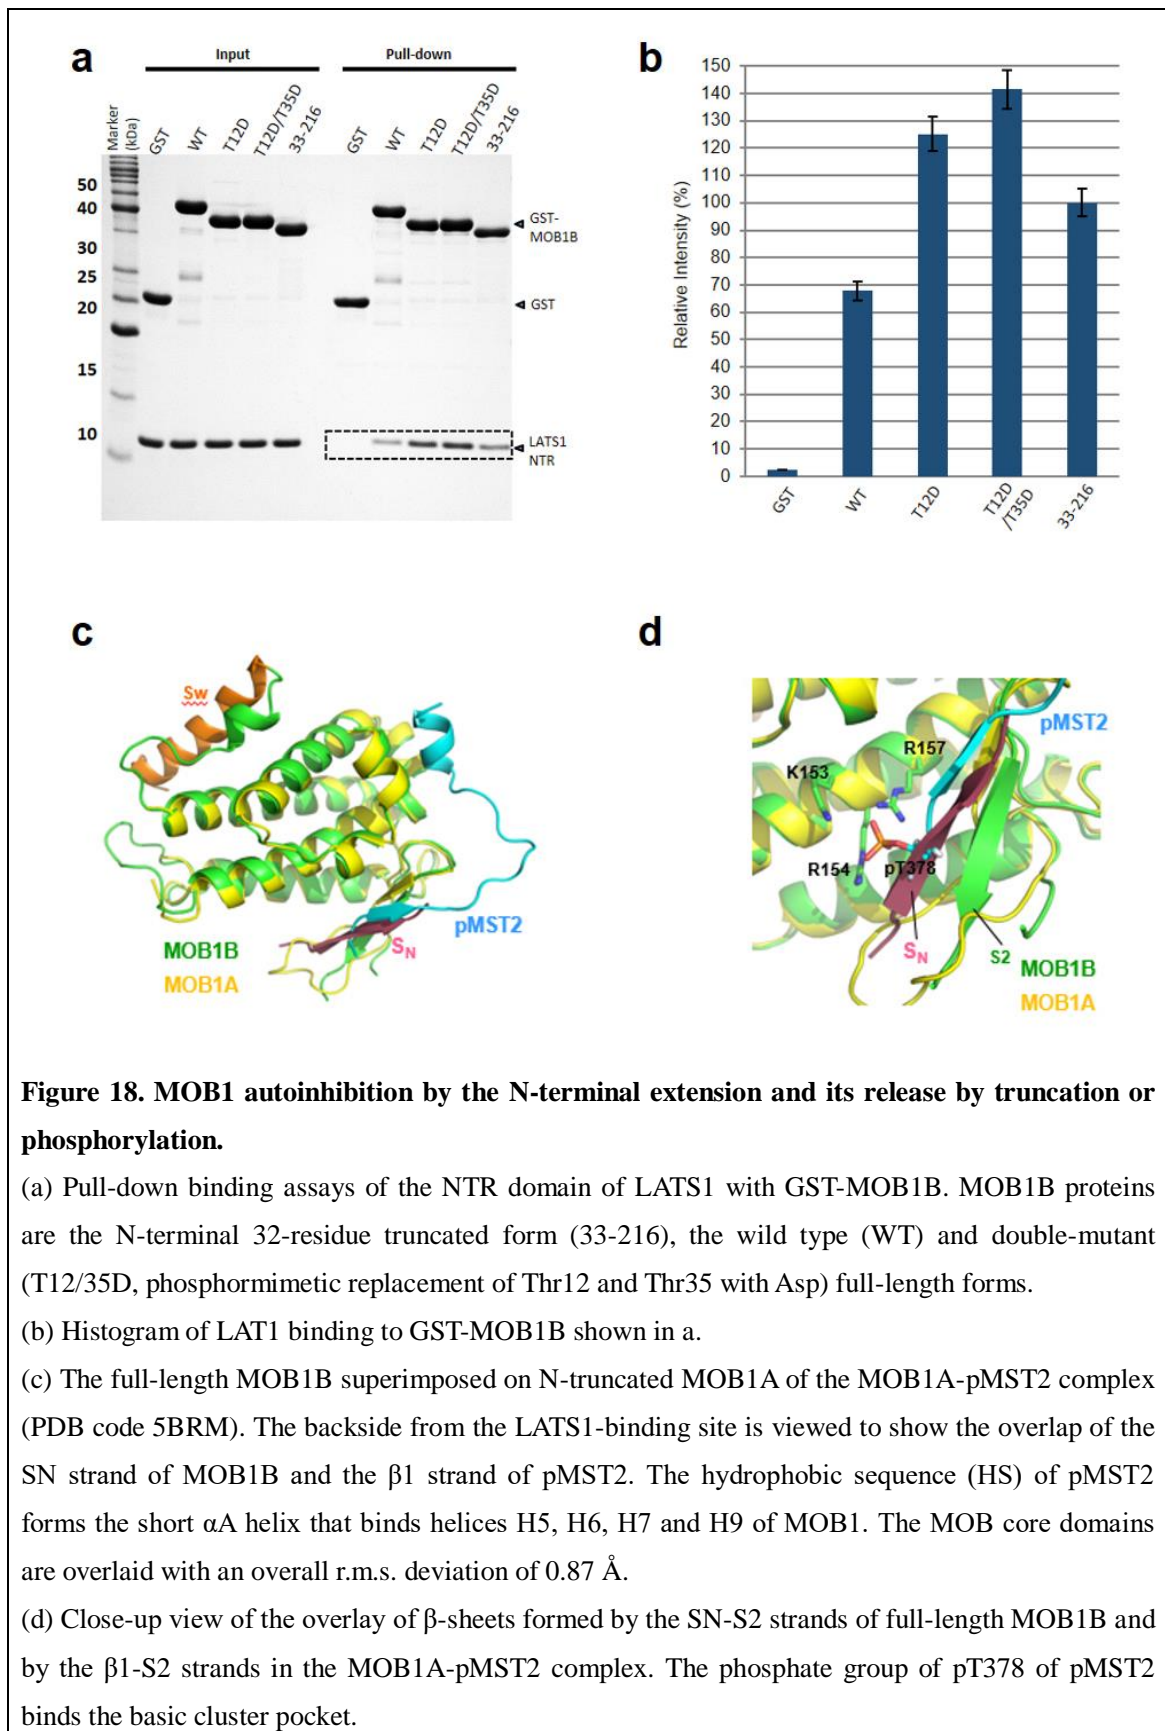 a
Input
Pull-down
Marker
(kDa)
GST
WT
T12D
T12D/T35D
33-216
GST
WT
T12D
T12D/T35D
33-216
50
40
30
25
20
15
10
GST-
MOB1B
GST
LATS1
NTR
b
Relative Intensity (%)
150
140
130
120
110
100
90
80
70
60
50
40
30
20
10
0
GST
WT
T12D
T12D
/T35D
33-216
c
Sw
pMST2
SN
MOB1B
MOB1A
d
pMST2
R157
K153
R154
pT378
SN
S2
MOB1B
MOB1A
Figure 18. MOB1 autoinhibition by the N-terminal extension and its release by truncation or
phosphorylation.
(a) Pull-down binding assays of the NTR domain of LATS1 with GST-MOB1B. MOB1B proteins
are the N-terminal 32-residue truncated form (33-216), the wild type (WT) and double-mutant
(T12/35D, phosphormimetic replacement of Thr12 and Thr35 with Asp) full-length forms.
(b) Histogram of LAT1 binding to GST-MOB1B shown in a.
(c) The full-length MOB1B superimposed on N-truncated MOB1A of the MOB1A-pMST2 complex
(PDB code 5BRM). The backside from the LATS1-binding site is viewed to show the overlap of the
SN strand of MOB1B and the β1 strand of pMST2. The hydrophobic sequence (HS) of pMST2
forms the short αA helix that binds helices H5, H6, H7 and H9 of MOB1. The MOB core domains
are overlaid with an overall r.m.s. deviation of 0.87 Å.
(d) Close-up view of the overlay of β-sheets formed by the SN-S2 strands of full-length MOB1B and
by the β1-S2 strands in the MOB1A-pMST2 complex. The phosphate group of pT378 of pMST2
binds the basic cluster pocket.